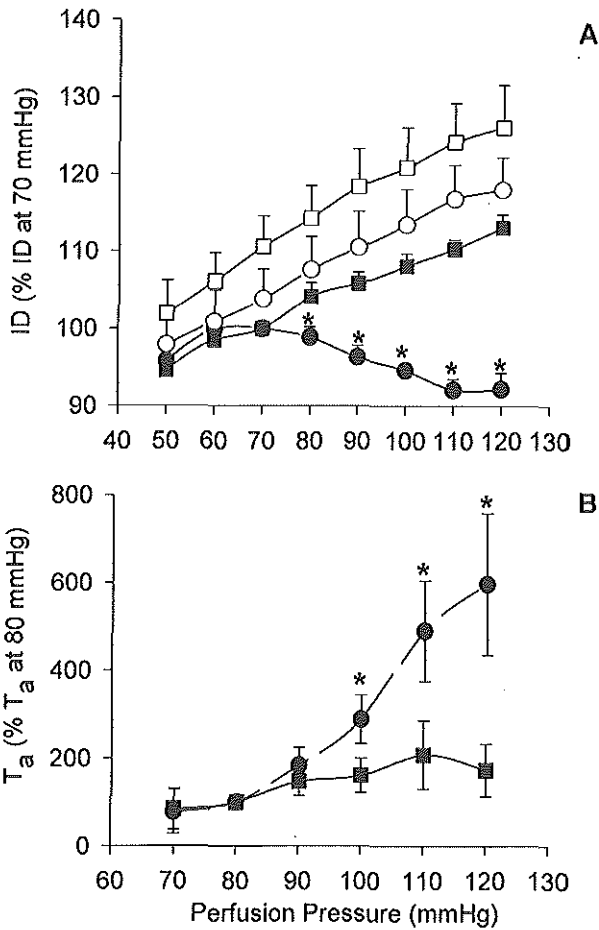 A
ID (% ID at 70 mmHg)
140
130
120
110
100
90
* * * * *
40 50 60 70 80 90 100 110 120 130
B
Ta (% Ta at 80 mmHg)
800
600
400
200
0
* * *
60 70 80 90 100 110 120 130
Perfusion Pressure (mmHg)